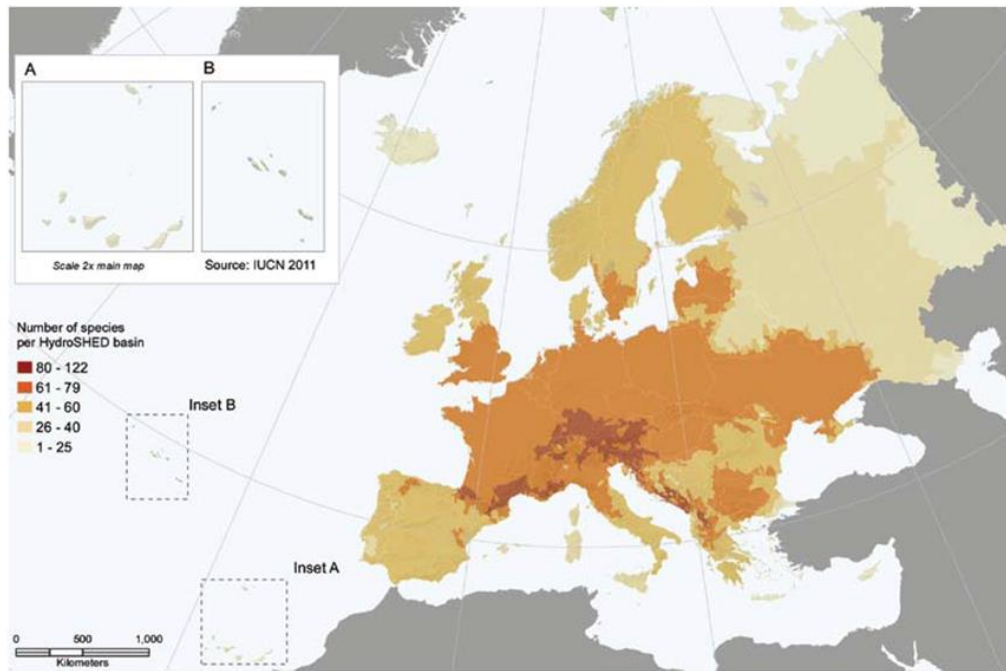 A
B
Scale 2x main map
Source: IUCN 2011
Number of species
per HydroSHED basin
80 - 122
61 - 79
41 - 60
26 - 40
1 - 25
Inset B
Inset A
0 500 1,000
Kilometers